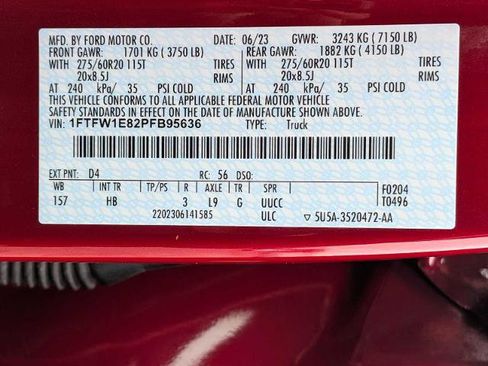 MFD. BY FORD MOTOR CO. 06/23 GVWR: 3243 KG ( 7150 LB)
FRONT GAWR: 1701 KG ( 3750 LB) REAR GAWR: 1882 KG ( 4150 LB)
WITH 275/60R20 115T TIRES WITH 275/60R20 115T TIRES
20x8.5J RIMS 20x8.5J RIMS
AT 240 kPa/ 35 PSI COLD AT 240 kPa/ 35 PSI COLD
THIS VEHICLE CONFORMS TO ALL APPLICABLE FEDERAL MOTOR VEHICLE
SAFETY STANDARDS IN EFFECT ON THE DATE OF MANUFACTURE SHOWN ABOVE.
VIN: 1FTFW1E82PFB95636 TYPE: Truck
EXT PNT: D4 RC: 56 DSO:
WB INT TR TP/PS R AXLE TR SPR F0204
157 HB 3 L9 G UUCC T0496
2202306141585 ULC ▽ 5U5A-3520472-AA